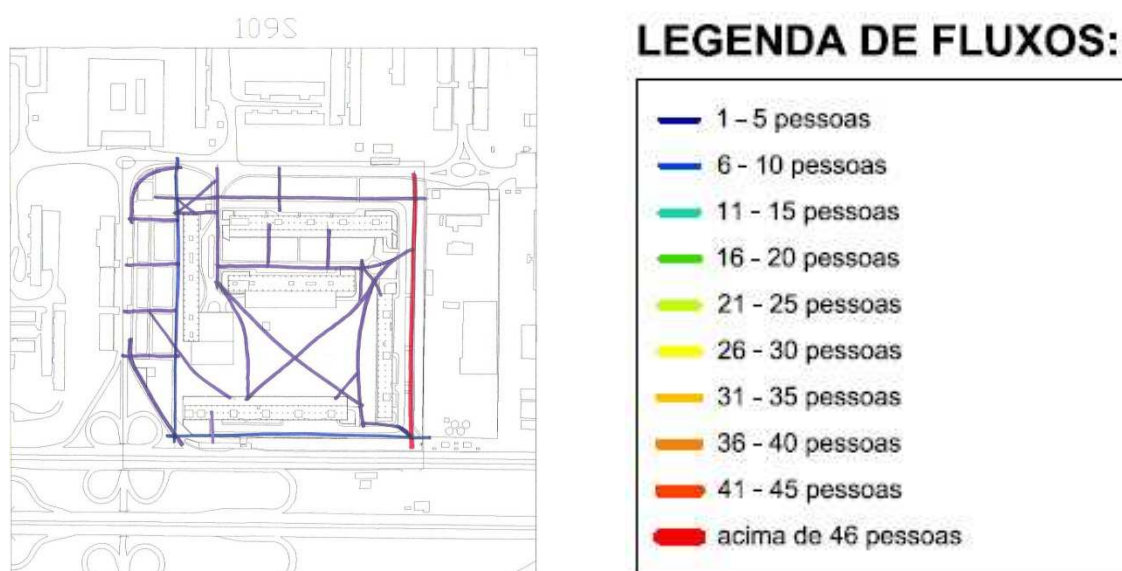 109S
LEGENDA DE FLUXOS:
1 - 5 pessoas
6 - 10 pessoas
11 - 15 pessoas
16 - 20 pessoas
21 - 25 pessoas
26 - 30 pessoas
31 - 35 pessoas
36 - 40 pessoas
41 - 45 pessoas
acima de 46 pessoas